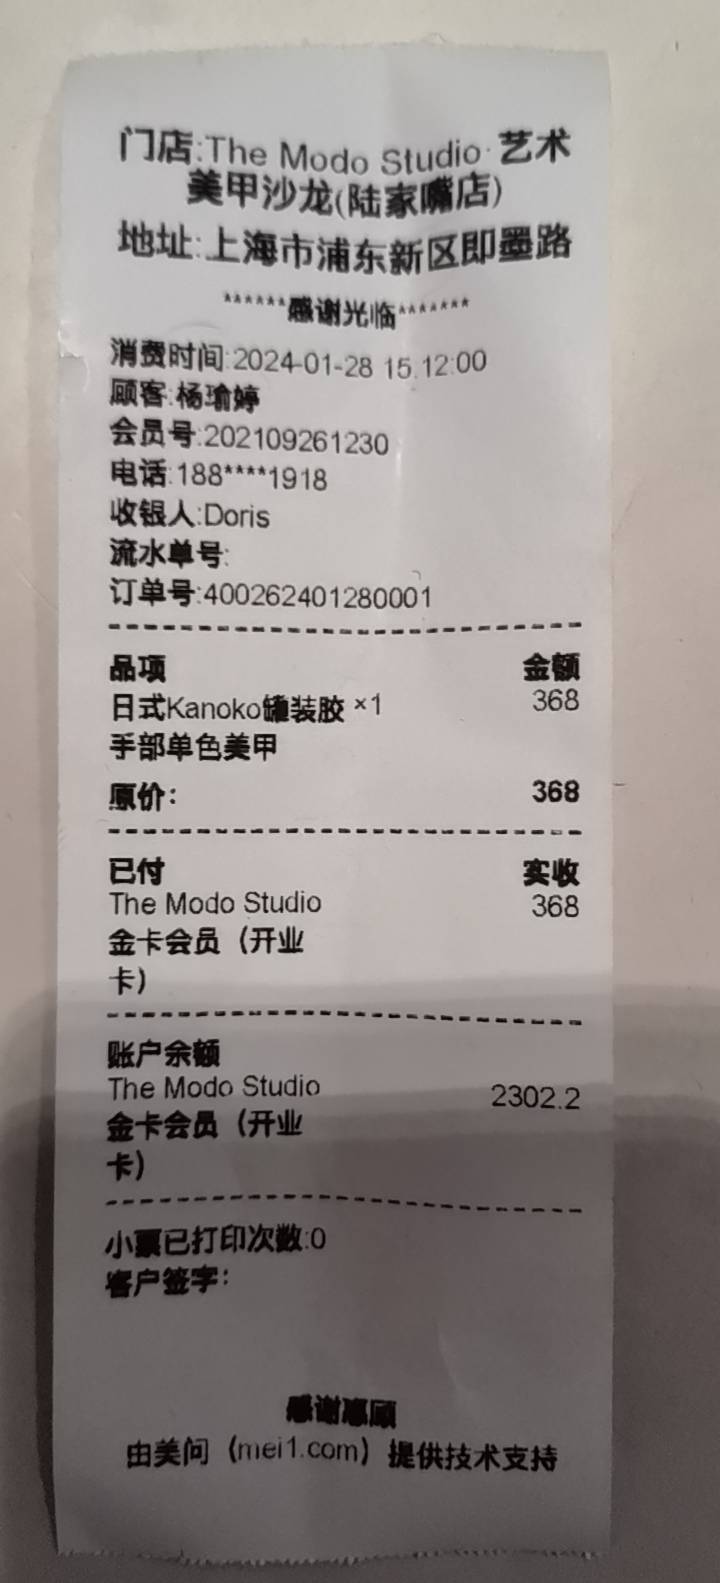 门店:The Modo Studio·艺术
美甲沙龙(陆家嘴店)
地址:上海市浦东新区即墨路
******感谢光临*******
消费时间:2024-01-28 15:12:00
顾客:杨瑜婷
会员号:202109261230
电话:188****1918
收银人:Doris
流水单号:
订单号:400262401280001
品项 金额
日式Kanoko罐装胶 ×1 368
手部单色美甲
原价: 368
已付 实收
The Modo Studio 368
金卡会员（开业
卡）
账户余额
The Modo Studio 2302.2
金卡会员（开业
卡）
小票已打印次数:0
客户签字:
感谢惠顾
由美问（mei1.com）提供技术支持